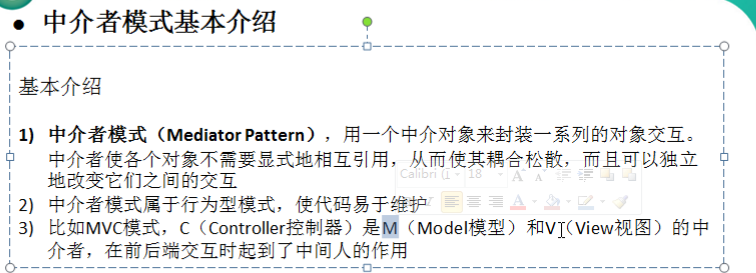 • 中介者模式基本介绍
基本介绍
1) 中介者模式（Mediator Pattern），用一个中介对象来封装一系列的对象交互。
中介者使各个对象不需要显式地相互引用，从而使其耦合松散，而且可以独立
地改变它们之间的交互
Calibri (i 18 A A
2) 中介者模式属于行为型模式，使代码易于维护
3) 比如MVC模式，C（Controller控制器）是M（Model模型）和V（View视图）的中
介者，在前后端交互时起到了中间人的作用